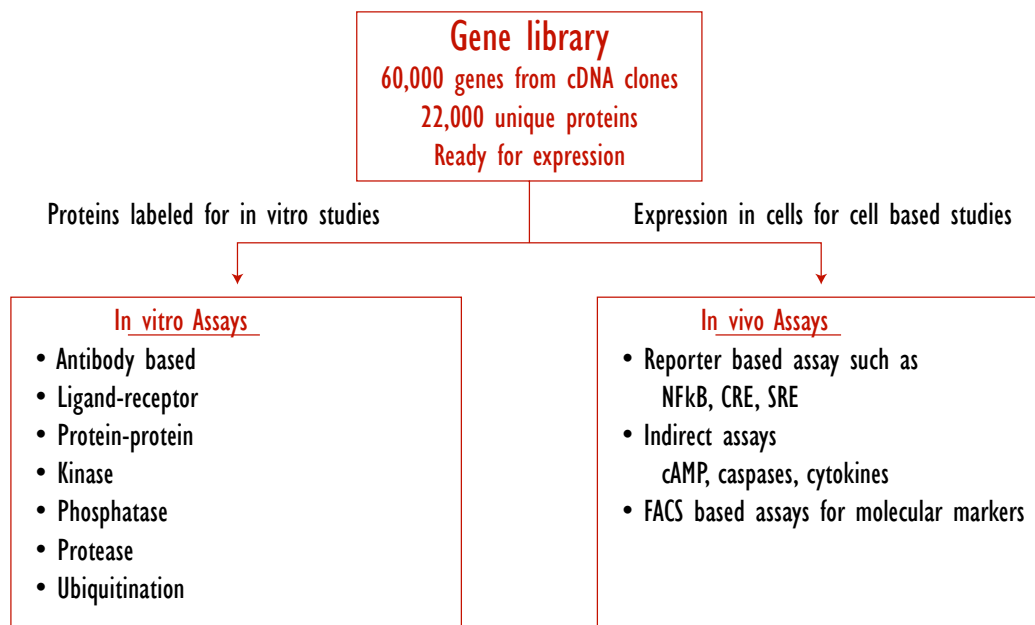 Gene library
60,000 genes from cDNA clones
22,000 unique proteins
Ready for expression
Proteins labeled for in vitro studies
Expression in cells for cell based studies
In vitro Assays
• Antibody based
• Ligand-receptor
• Protein-protein
• Kinase
• Phosphatase
• Protease
• Ubiquitination
In vivo Assays
• Reporter based assay such as
NFkB, CRE, SRE
• Indirect assays
cAMP, caspases, cytokines
• FACS based assays for molecular markers